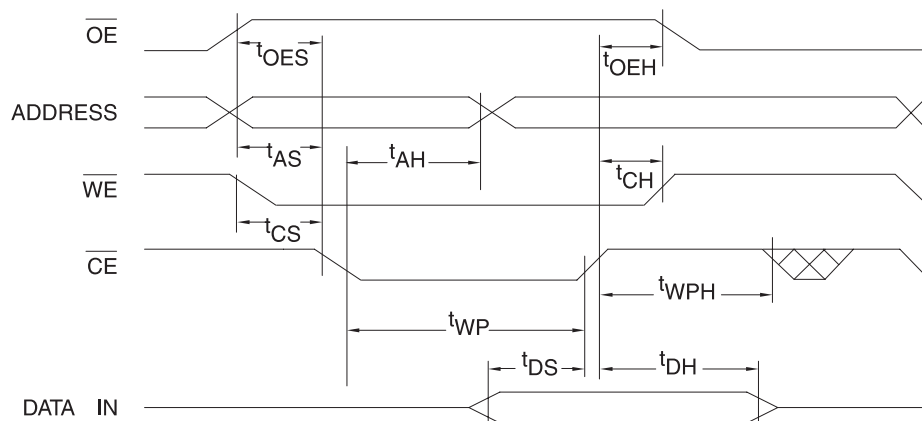 OE
tOES
tOEH
ADDRESS
tAS
tAH
tCH
WE
tCS
CE
tWPH
tWP
tDS
tDH
DATA IN